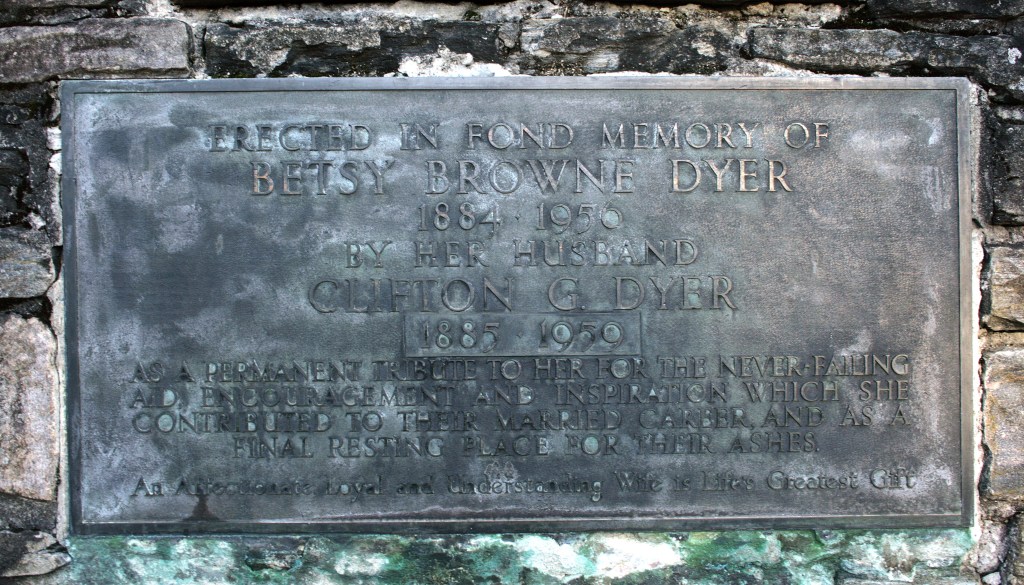 ERECTED IN FOND MEMORY OF
BETSY BROWNE DYER
1884 · 1956
BY HER HUSBAND
CLIFTON G. DYER
1885 1959
AS A PERMANENT TRIBUTE TO HER FOR THE NEVER-FAILING
AID, ENCOURAGEMENT AND INSPIRATION WHICH SHE
CONTRIBUTED TO THEIR MARRIED CAREER, AND AS A
FINAL RESTING PLACE FOR THEIR ASHES.
An Affectionate Loyal and Understanding Wife is Life's Greatest Gift